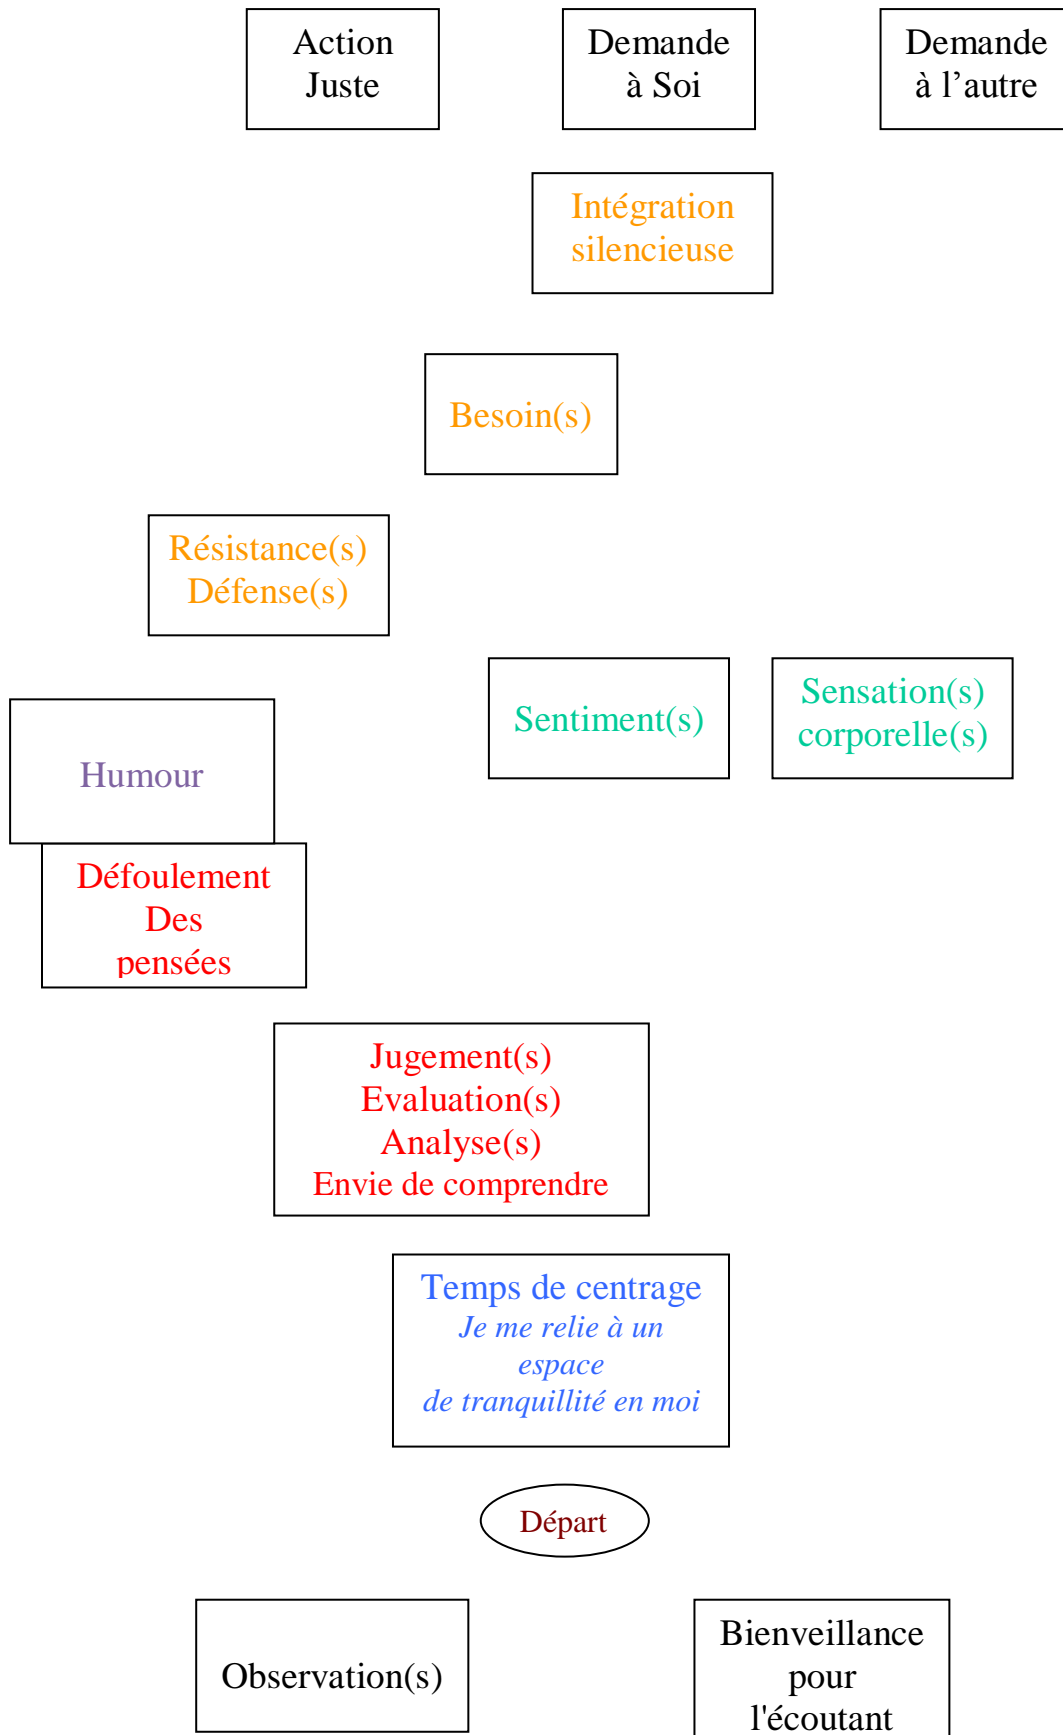 Action
Juste
Demande
à Soi
Demande
à l’autre
Intégration
silencieuse
Besoin(s)
Résistance(s)
Défense(s)
Sentiment(s)
Sensation(s)
corporelle(s)
Humour
Défoulement
Des
pensées
Jugement(s)
Evaluation(s)
Analyse(s)
Envie de comprendre
Temps de centrage
Je me relie à un
espace
de tranquillité en moi
Départ
Observation(s)
Bienveillance
pour
l'écoutant